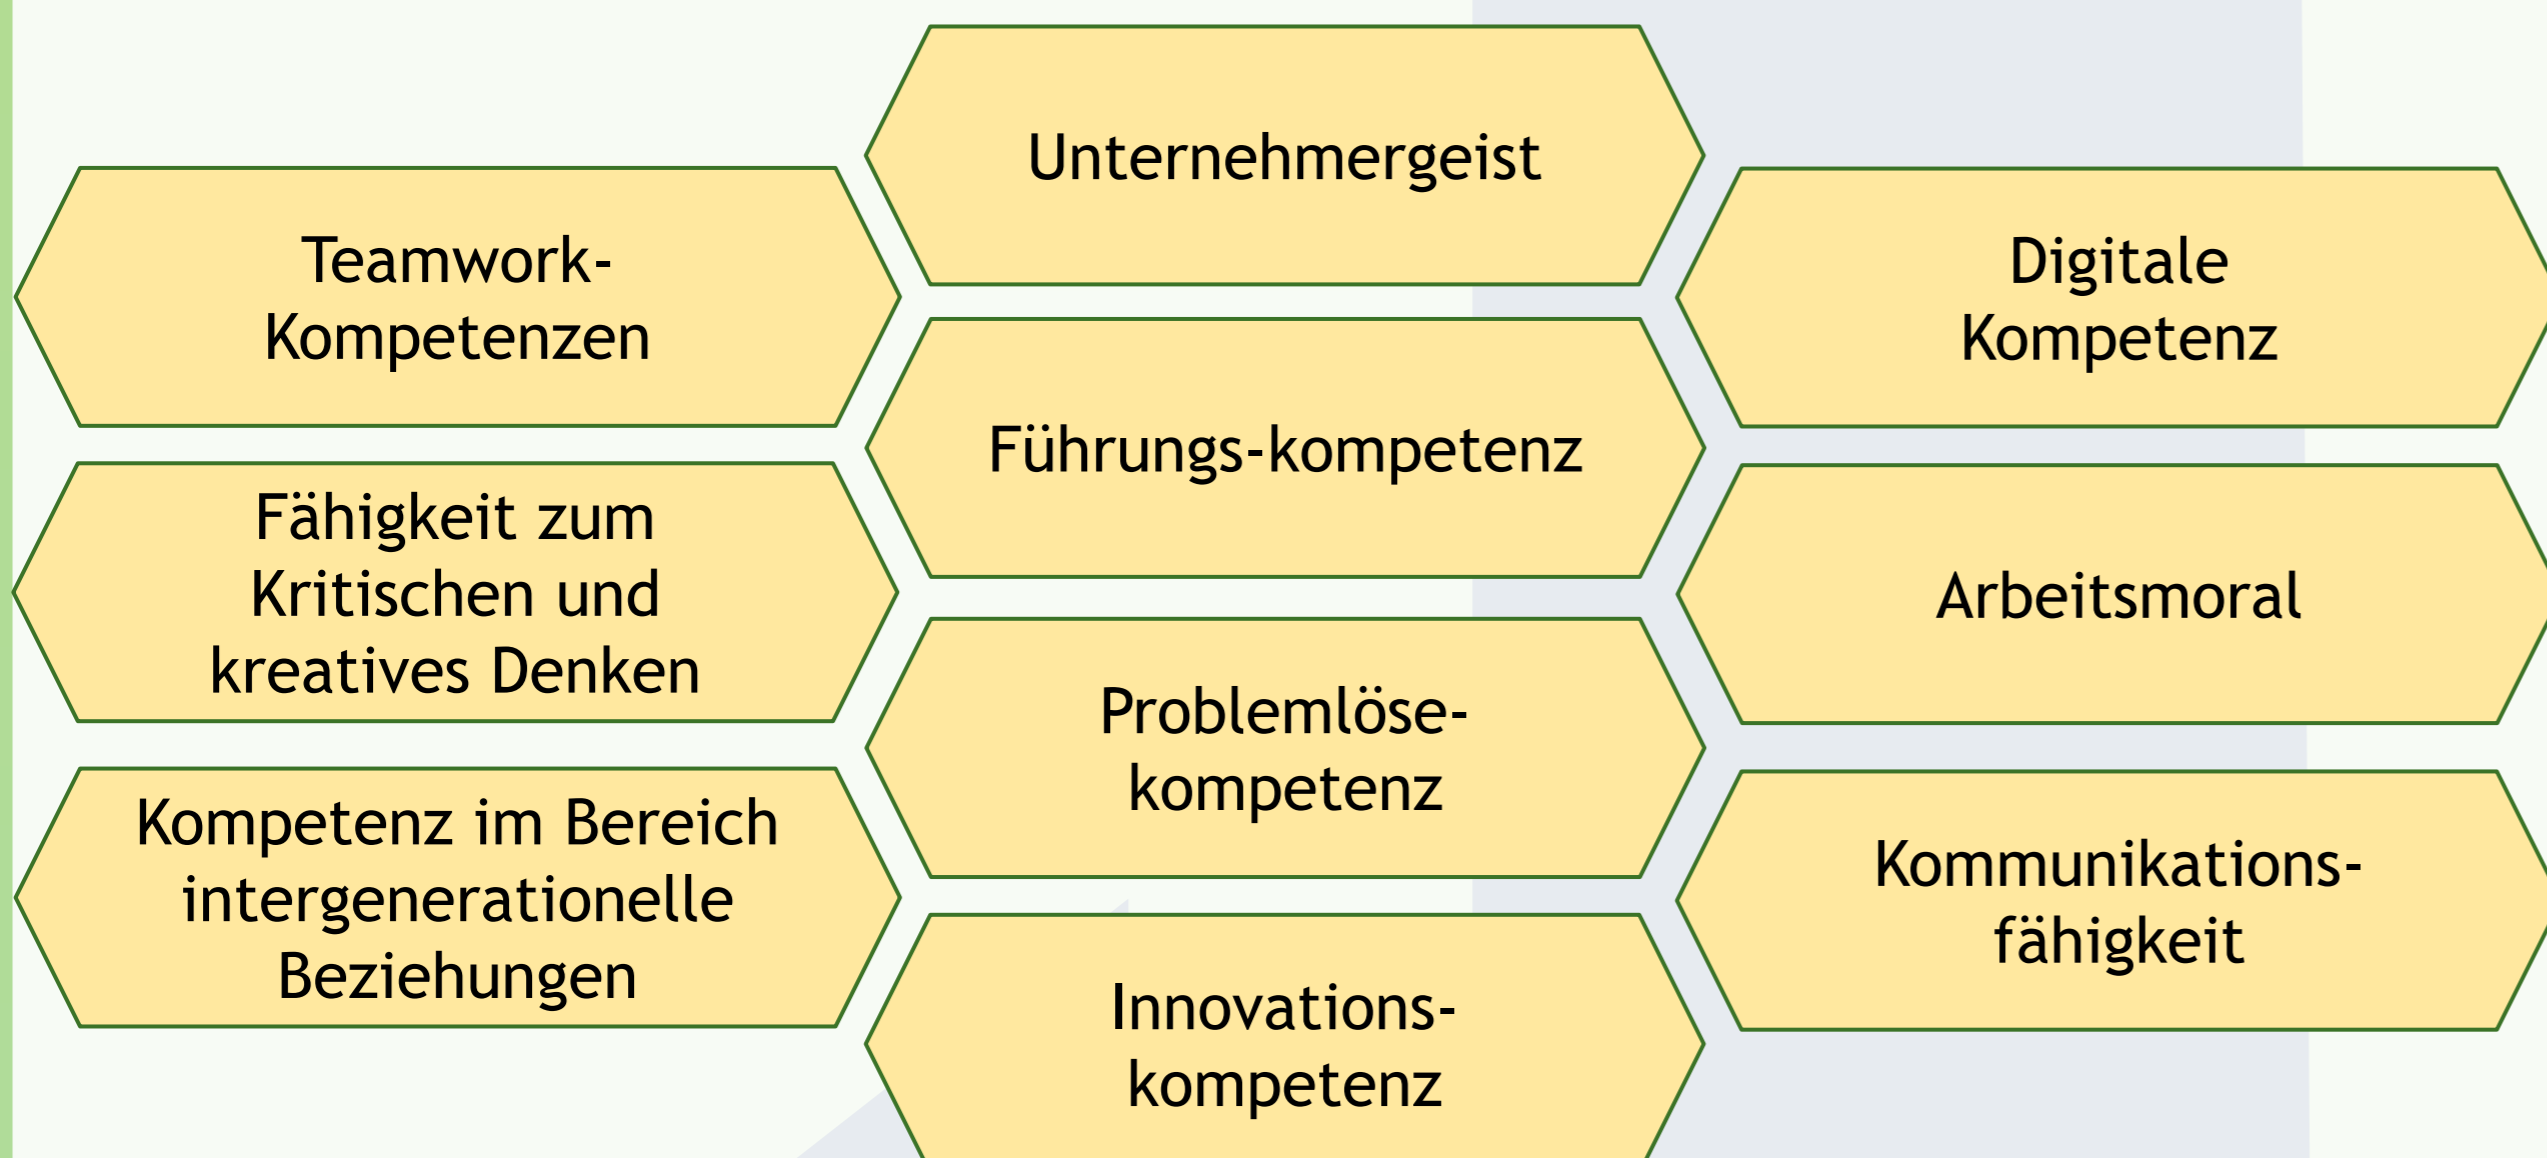 Unternehmergeist
Teamwork-
Kompetenzen
Digitale
Kompetenz
Führungs-kompetenz
Fähigkeit zum
Kritischen und
kreatives Denken
Arbeitsmoral
Problemlöse-
kompetenz
Kompetenz im Bereich
intergenerationelle
Beziehungen
Kommunikations-
fähigkeit
Innovations-
kompetenz